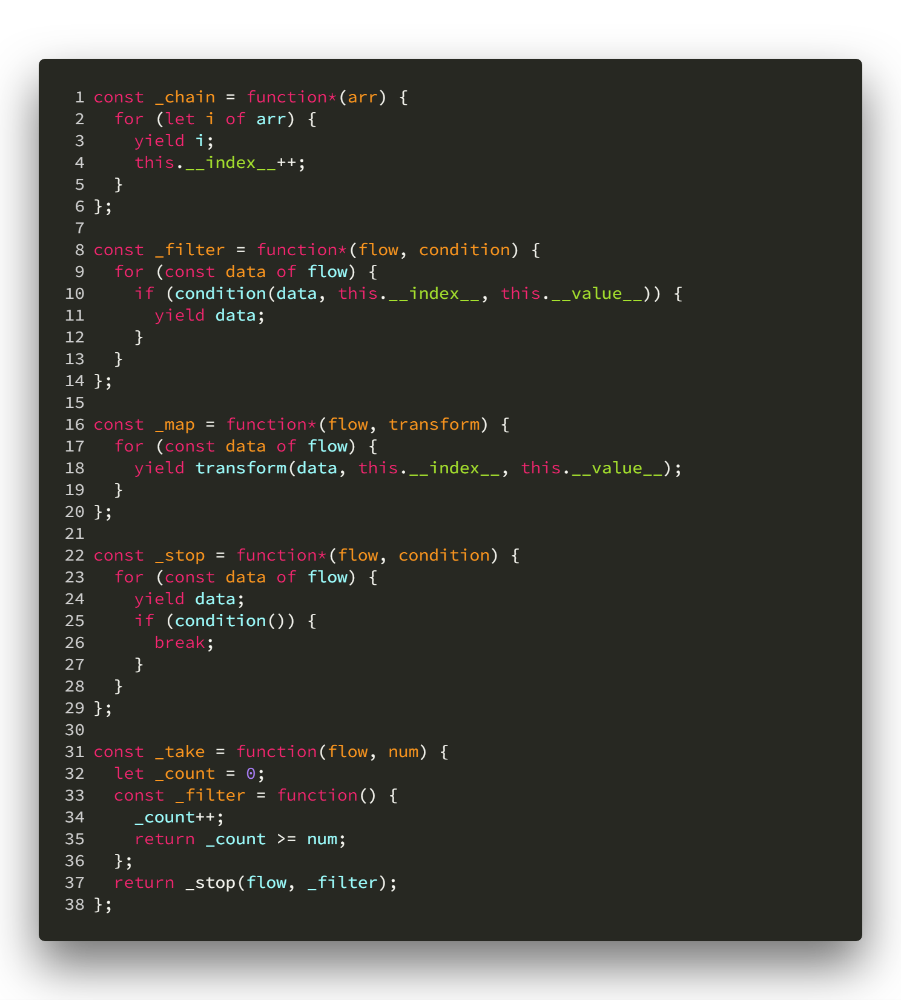 1 const _chain = function*(arr) {
2   for (let i of arr) {
3     yield i;
4     this.__index__++;
5   }
6 };
7
8 const _filter = function*(flow, condition) {
9   for (const data of flow) {
10     if (condition(data, this.__index__, this.__value__)) {
11       yield data;
12     }
13   }
14 };
15
16 const _map = function*(flow, transform) {
17   for (const data of flow) {
18     yield transform(data, this.__index__, this.__value__);
19   }
20 };
21
22 const _stop = function*(flow, condition) {
23   for (const data of flow) {
24     yield data;
25     if (condition()) {
26       break;
27     }
28   }
29 };
30
31 const _take = function(flow, num) {
32   let _count = 0;
33   const _filter = function() {
34     _count++;
35     return _count >= num;
36   };
37   return _stop(flow, _filter);
38 };